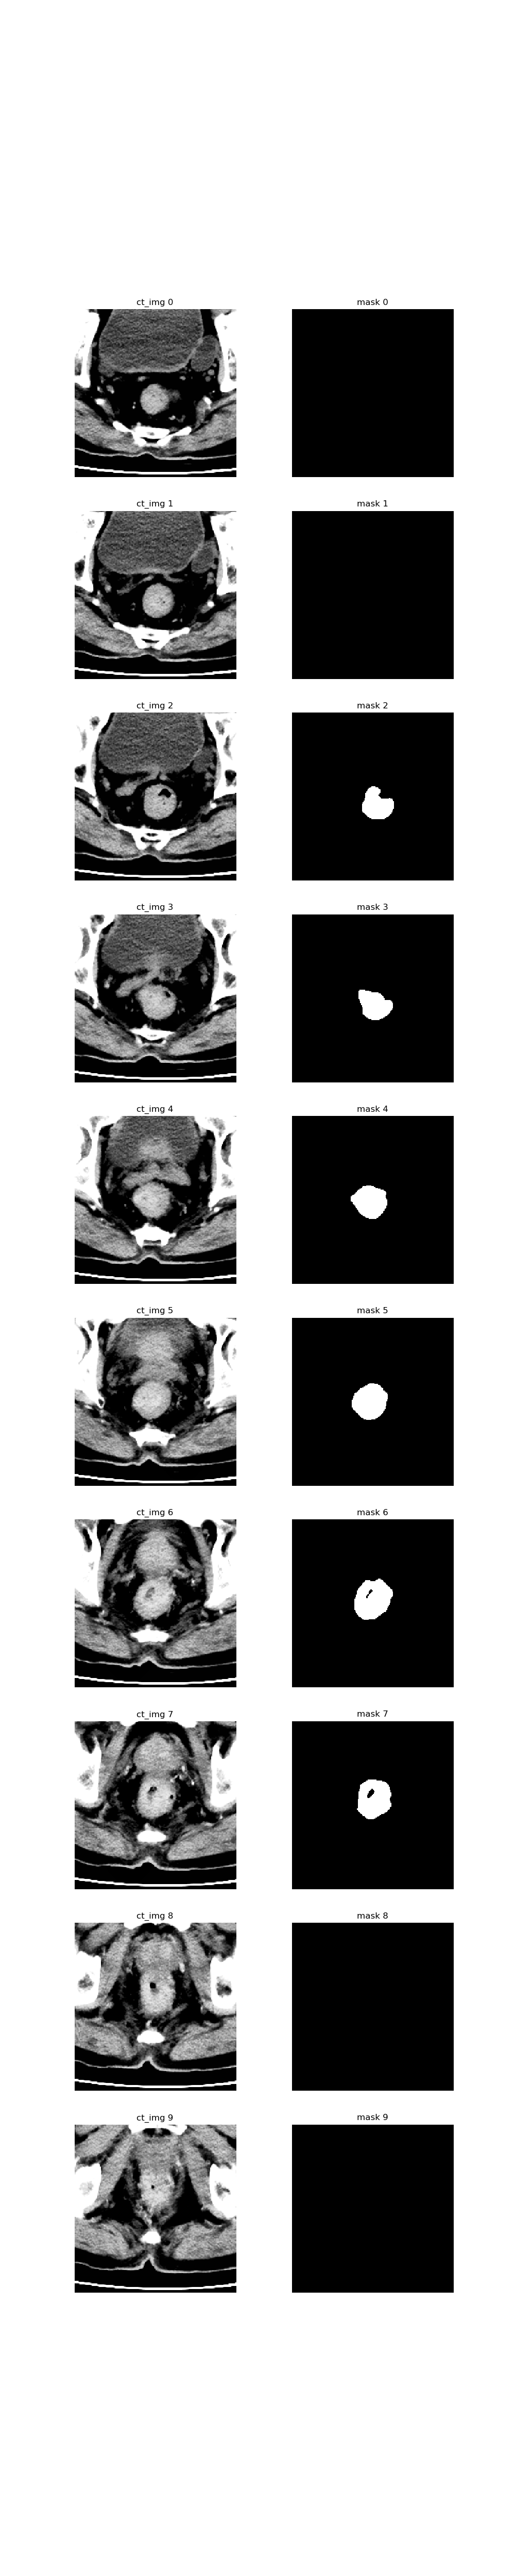 ct_img 0
mask 0
ct_img 1
mask 1
ct_img 2
mask 2
ct_img 3
mask 3
ct_img 4
mask 4
ct_img 5
mask 5
ct_img 6
mask 6
ct_img 7
mask 7
ct_img 8
mask 8
ct_img 9
mask 9